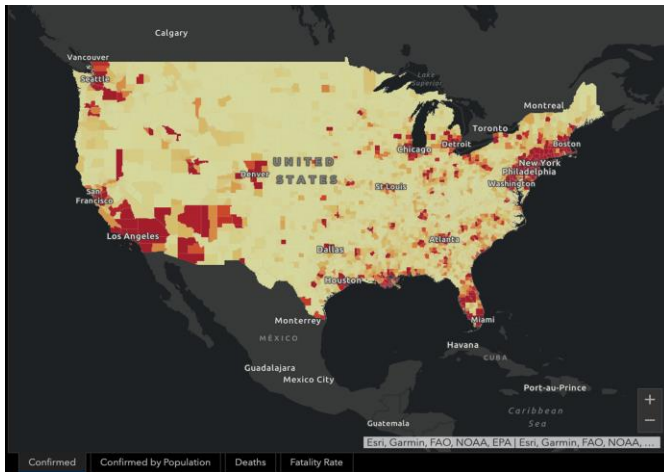 Calgary
Vancouver
Seattle
Lake
Superior
Montreal
Toronto
Boston
Chicago
Detroit
New York
Philadelphia
UNITED
STATES
Denver
St Louis
Washington
San
Francisco
Los Angeles
Dallas
Atlanta
Houston
Monterrey
Miami
MÉXICO
Havana
CUBA
Guadalajara
Mexico City
Port-au-Prince
Caribbean
Sea
Guatemala
+
−
Esri, Garmin, FAO, NOAA, EPA | Esri, Garmin, FAO, NOAA, ...
Confirmed Confirmed by Population Deaths Fatality Rate